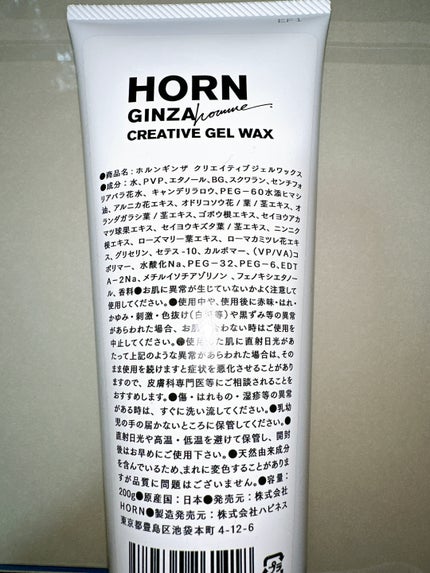 EF1
HORN
GINZA homme
CREATIVE GEL WAX
●商品名：ホルンギンザ クリエイティブジェルワックス
●成分：水、PVP、エタノール、BG、スクワラン、センチフォ
リアバラ花水、キャンデリラロウ、PEG-60水添ヒマシ
油、アルニカ花エキス、オドリコソウ花/葉/茎エキス、オ
ランダガラシ葉/茎エキス、ゴボウ根エキス、セイヨウアカ
マツ球果エキス、セイヨウキズタ葉/茎エキス、ニンニク
根エキス、ローズマリー葉エキス、ローマカミツレ花エキ
ス、グリセリン、セテス-10、カルボマー、(VP/VA)コ
ポリマー、水酸化Na、PEG-32、PEG-6、EDT
A-2Na、メチルイソチアゾリノン、フェノキシエタノー
ル、香料●お肌に異常が生じていないかよく注意して
使用してください。●使用中や、使用後に赤味・はれ・
かゆみ・刺激・色抜け(白斑等)や黒ずみ等の異常
があらわれた場合、お肌に合わない時はご使用を
中止してください。●使用した肌に直射日光があ
たって上記のような異常があらわれた場合は、その
まま使用を続けますと症状を悪化させることがあり
ますので、皮膚科専門医等にご相談されることを
おすすめします。●傷・はれもの・湿疹等の異常
がある時は、すぐに洗い流してください。●乳幼
児の手の届かないところに保管してください。●
直射日光や高温・低温を避けて保管し、開封
後はお早めにご使用下さい。●天然由来成分
を含んでいるため、まれに変色することがありま
すが品質に問題はございません。●容量：
200g●原産国：日本●発売元：株式会社
HORN●製造発売元：株式会社ハピネス
東京都豊島区池袋本町4-12-6